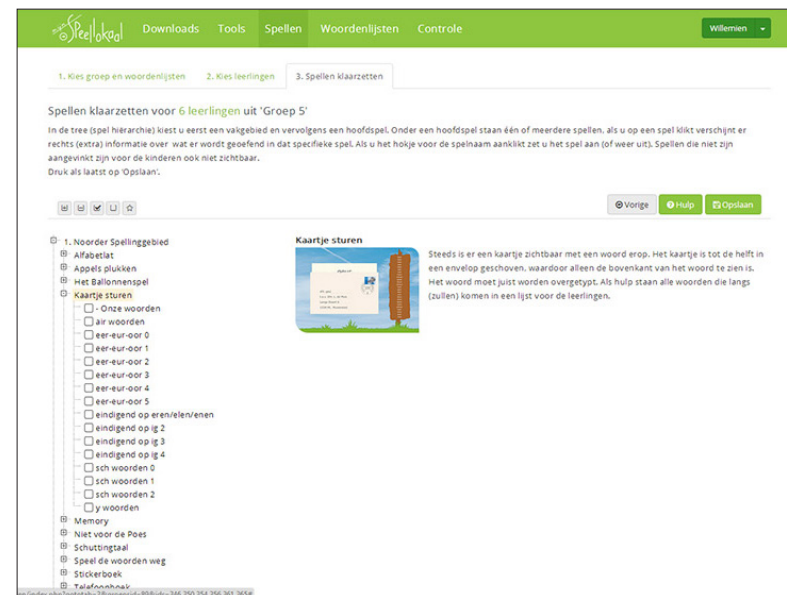 mijn Speellokaal
Downloads Tools Spellen Woordenlijsten Controle
Willemien
1. Kies groep en woordenlijsten 2. Kies leerlingen 3. Spellen klaarzetten
Spellen klaarzetten voor 6 leerlingen uit 'Groep 5'
In de tree (spel hiërarchie) kiest u eerst een vakgebied en vervolgens een hoofdspel. Onder een hoofdspel staan één of meerdere spellen. als u op een spel klikt verschijnt er
rechts (extra) informatie over wat er wordt geoefend in dat specifieke spel. Als u het hokje voor de spelnaam aanklikt zet u het spel aan (of weer uit). Spellen die niet zijn
aangevinkt zijn voor de kinderen ook niet zichtbaar.
Druk als laatst op 'Opslaan'.
Vorige Hulp Opslaan
1. Noorder Spellinggebied
Alfabetlat
Appels plukken
Het Ballonnenspel
Kaartje sturen
- Onze woorden
air woorden
eer-eur-oor 0
eer-eur-oor 1
eer-eur-oor 2
eer-eur-oor 3
eer-eur-oor 4
eer-eur-oor 5
eindigend op eren/elen/enen
eindigend op ig 2
eindigend op ig 3
eindigend op ig 4
sch woorden 0
sch woorden 1
sch woorden 2
y woorden
Memory
Niet voor de Poes
Schuttingtaal
Speel de woorden weg
Stickerboek
Telefoonboek
Kaartje sturen
Steeds is er een kaartje zichtbaar met een woord erop. Het kaartje is tot de helft in
een envelop geschoven, waardoor alleen de bovenkant van het woord te zien is.
Het woord moet juist worden overgetypt. Als hulp staan alle woorden die langs
(zullen) komen in een lijst voor de leerlingen.